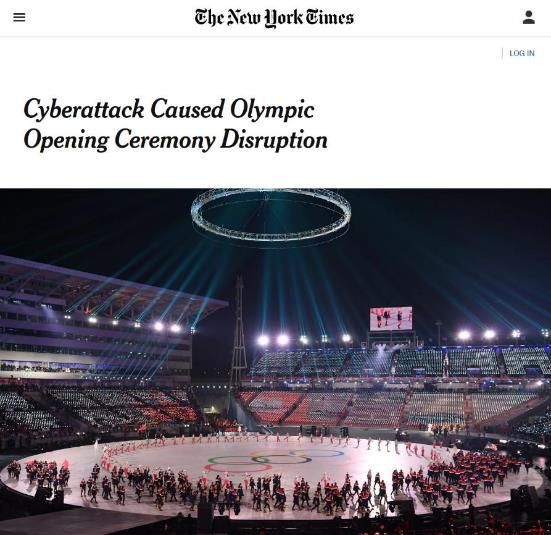 The New York Times
LOG IN
Cyberattack Caused Olympic
Opening Ceremony Disruption